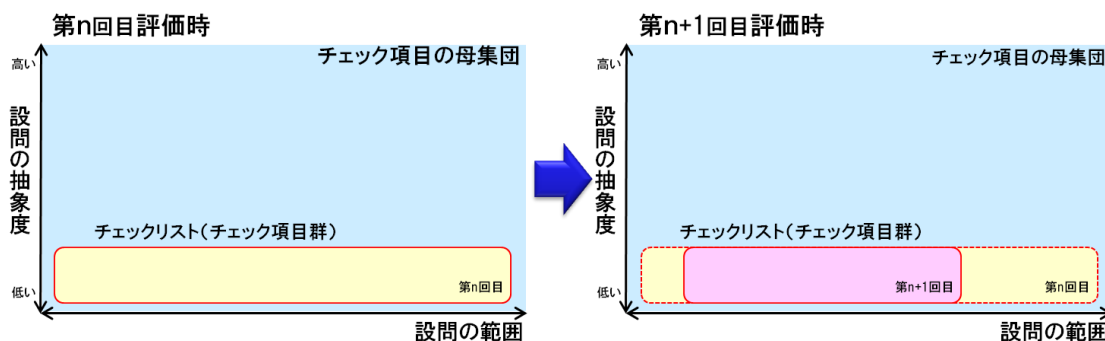 第n回目評価時
チェック項目の母集団
高い
設問の抽象度
チェックリスト(チェック項目群)
第n回目
低い
設問の範囲
第n+1回目評価時
チェック項目の母集団
高い
設問の抽象度
チェックリスト(チェック項目群)
第n+1回目
第n回目
低い
設問の範囲